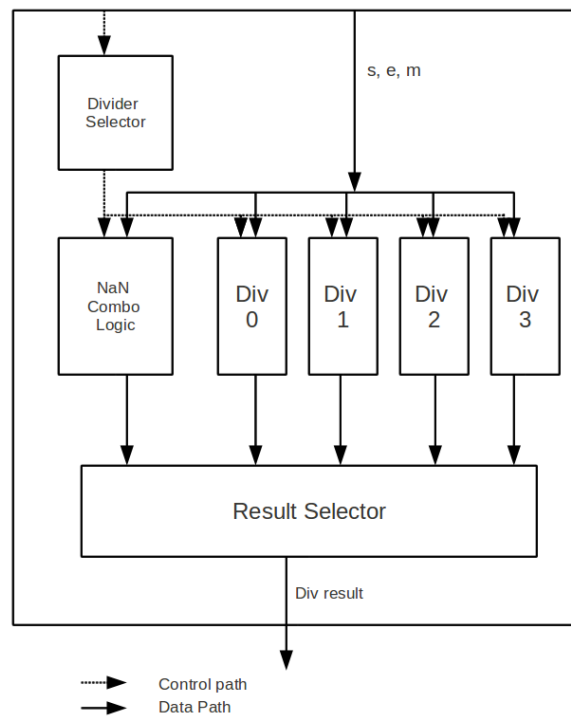 s, e, m
Divider
Selector
NaN
Combo
Logic
Div
0
Div
1
Div
2
Div
3
Result Selector
Div result
Control path
Data Path